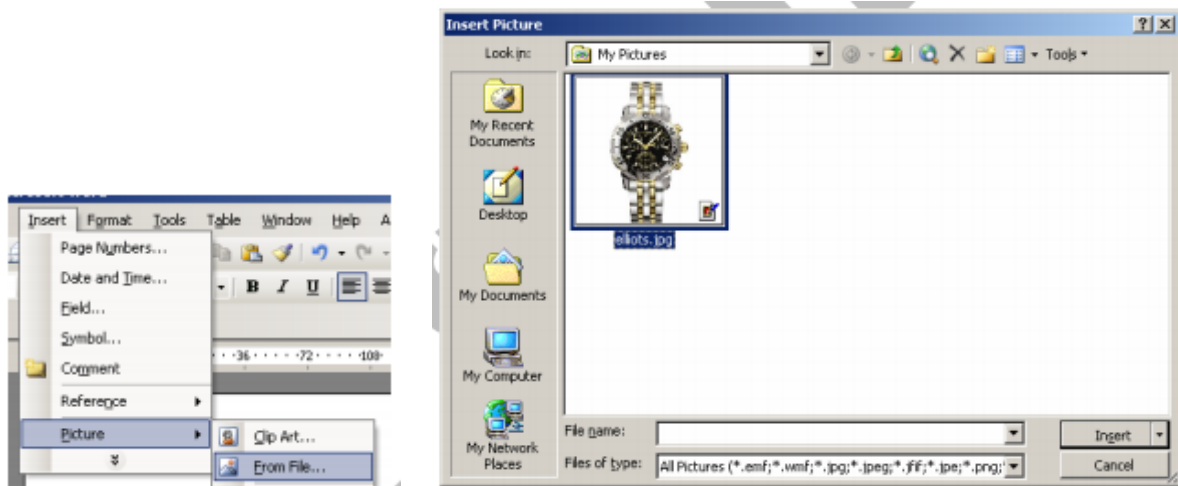 Insert Format Tools Table Window Help A
Page Numbers...
Date and Time...
B I U
Field...
Symbol...
36 72 108
Comment
Reference
Picture
Clip Art...
From File...
Insert Picture
Look in: My Pictures Tools
My Recent
Documents
Desktop
My Documents
My Computer
My Network
Places
elliots.jpg
File name: Insert
Files of type: All Pictures (*.emf;*.wmf;*.jpg;*.jpeg;*.jfif;*.jpe;*.png; Cancel